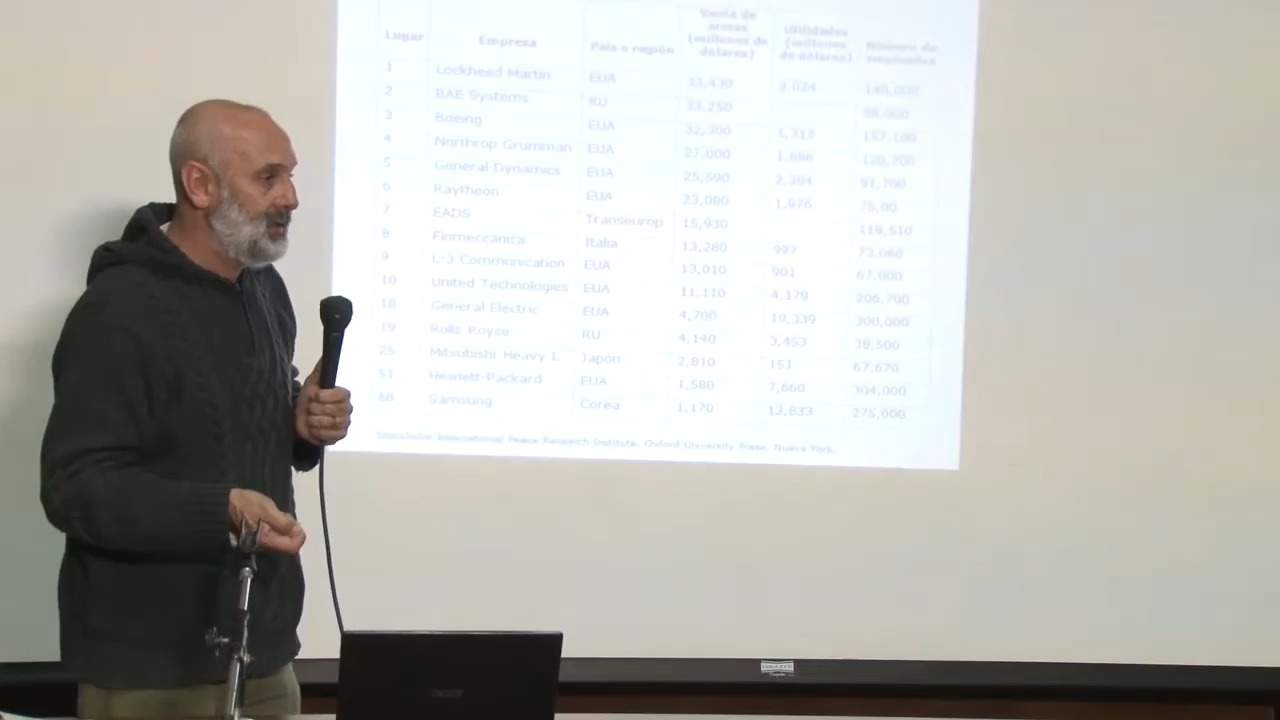 Lugar Empresa País o región Venta de armas (millones de dólares) Utilidades (millones de dólares) Número de empleados
1 Lockheed Martin EUA 33,430 3,024 140,000
2 BAE Systems RU 33,250
3 Boeing EUA 32,300 1,312 157,100
4 Northrop Grumman EUA 27,000 1,686 120,700
5 General Dynamics EUA 25,590 2,394 91,700
6 Raytheon EUA 23,080 1,976 75,00
7 EADS Transeurop 15,930 119,510
8 Finmeccanica Italia 13,280 997 73,060
9 L-3 Communication EUA 13,010 901 67,000
10 United Technologies EUA 11,110 4,179 206,700
18 General Electric EUA 4,700 300,000
19 Rolls Royce RU 4,140 3,453 38,500
25 Mitsubishi Heavy I. Japón 2,810 151 67,670
51 Hewlett-Packard EUA 1,580 7,660 304,000
Samsung Corea 1,170 13,833 275,000
Stockholm International Peace Research Institute, Oxford University Press, Nueva York.
DA-LITE
acer